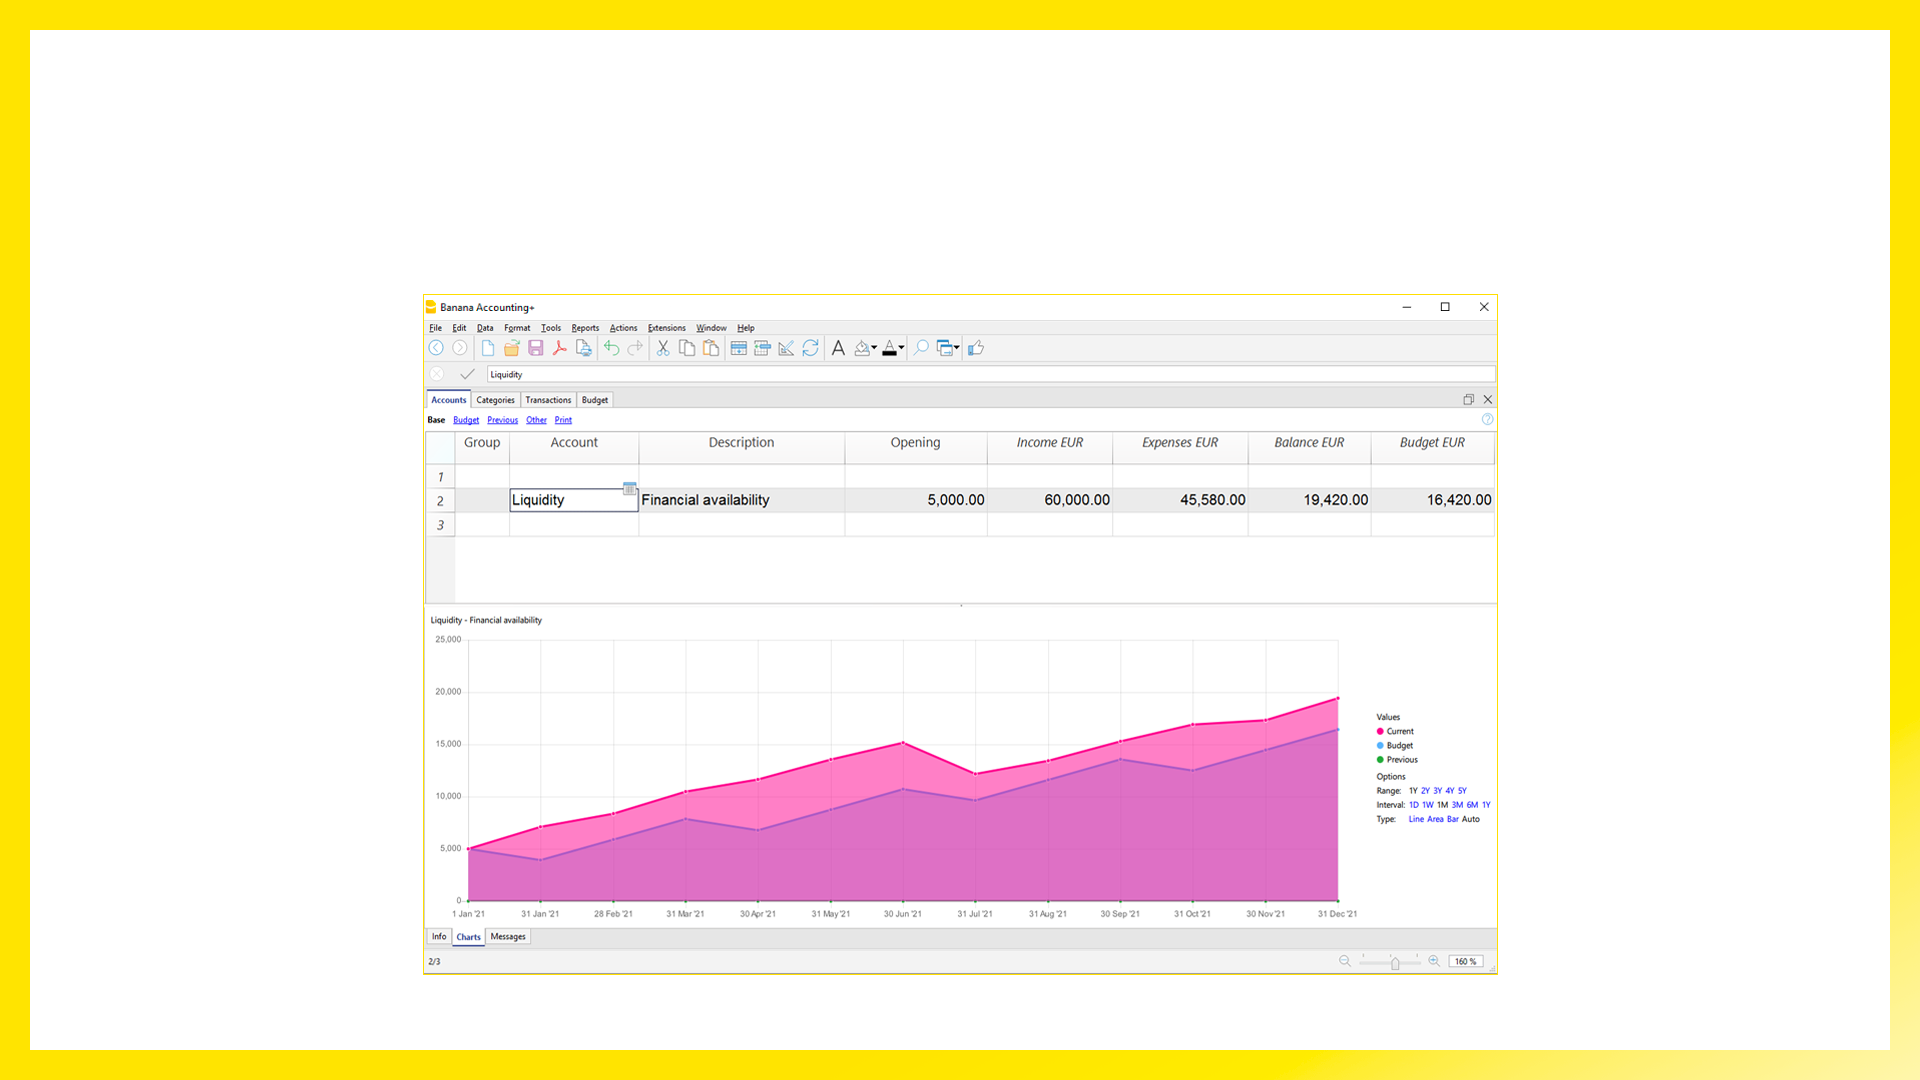 Banana Accounting+
File Edit Data Format Tools Reports Actions Extensions Window Help
Liquidity
Accounts Categories Transactions Budget
Base Budget Previous Other Print
Group Account Description Opening Income EUR Expenses EUR Balance EUR Budget EUR
1
2 Liquidity Financial availability 5,000.00 60,000.00 45,580.00 19,420.00 16,420.00
3
Liquidity - Financial availability
25,000
20,000
15,000
10,000
5,000
0
1 Jan '21 31 Jan '21 28 Feb '21 31 Mar '21 30 Apr '21 31 May '21 30 Jun '21 31 Jul '21 31 Aug '21 30 Sep '21 31 Oct '21 30 Nov '21 31 Dec '21
Values
Current
Budget
Previous
Options
Range: 1Y 2Y 3Y 4Y 5Y
Interval: 1D 1W 1M 3M 6M 1Y
Type: Line Area Bar Auto
Info Charts Messages
2/3
160 %